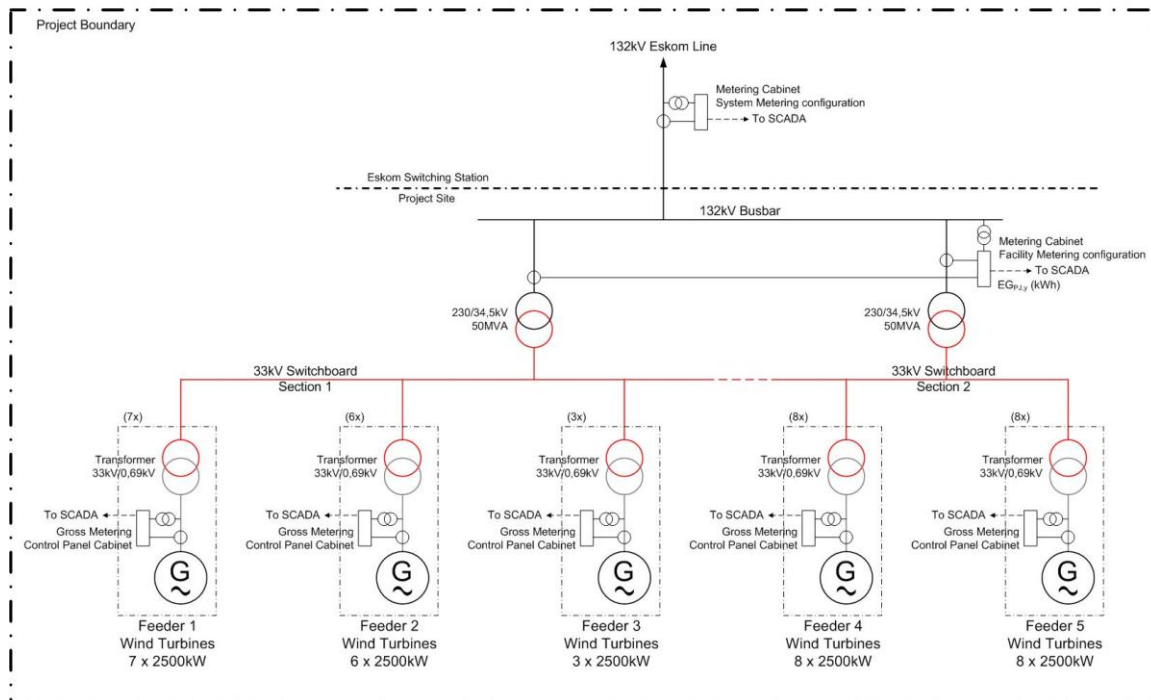 Project Boundary
132kV Eskom Line
Metering Cabinet
System Metering configuration
To SCADA
Eskom Switching Station
Project Site
132kV Busbar
Metering Cabinet
Facility Metering configuration
To SCADA
EGPJ,y (kWh)
230/34,5kV
50MVA
230/34,5kV
50MVA
33kV Switchboard
Section 1
33kV Switchboard
Section 2
(7x)
Transformer
33kV/0,69kV
To SCADA
Gross Metering
Control Panel Cabinet
G
~
Feeder 1
Wind Turbines
7 x 2500kW
(6x)
Transformer
33kV/0,69kV
To SCADA
Gross Metering
Control Panel Cabinet
G
~
Feeder 2
Wind Turbines
6 x 2500kW
(3x)
Transformer
33kV/0,69kV
To SCADA
Gross Metering
Control Panel Cabinet
G
~
Feeder 3
Wind Turbines
3 x 2500kW
(8x)
Transformer
33kV/0,69kV
To SCADA
Gross Metering
Control Panel Cabinet
G
~
Feeder 4
Wind Turbines
8 x 2500kW
(8x)
Transformer
33kV/0,69kV
To SCADA
Gross Metering
Control Panel Cabinet
G
~
Feeder 5
Wind Turbines
8 x 2500kW